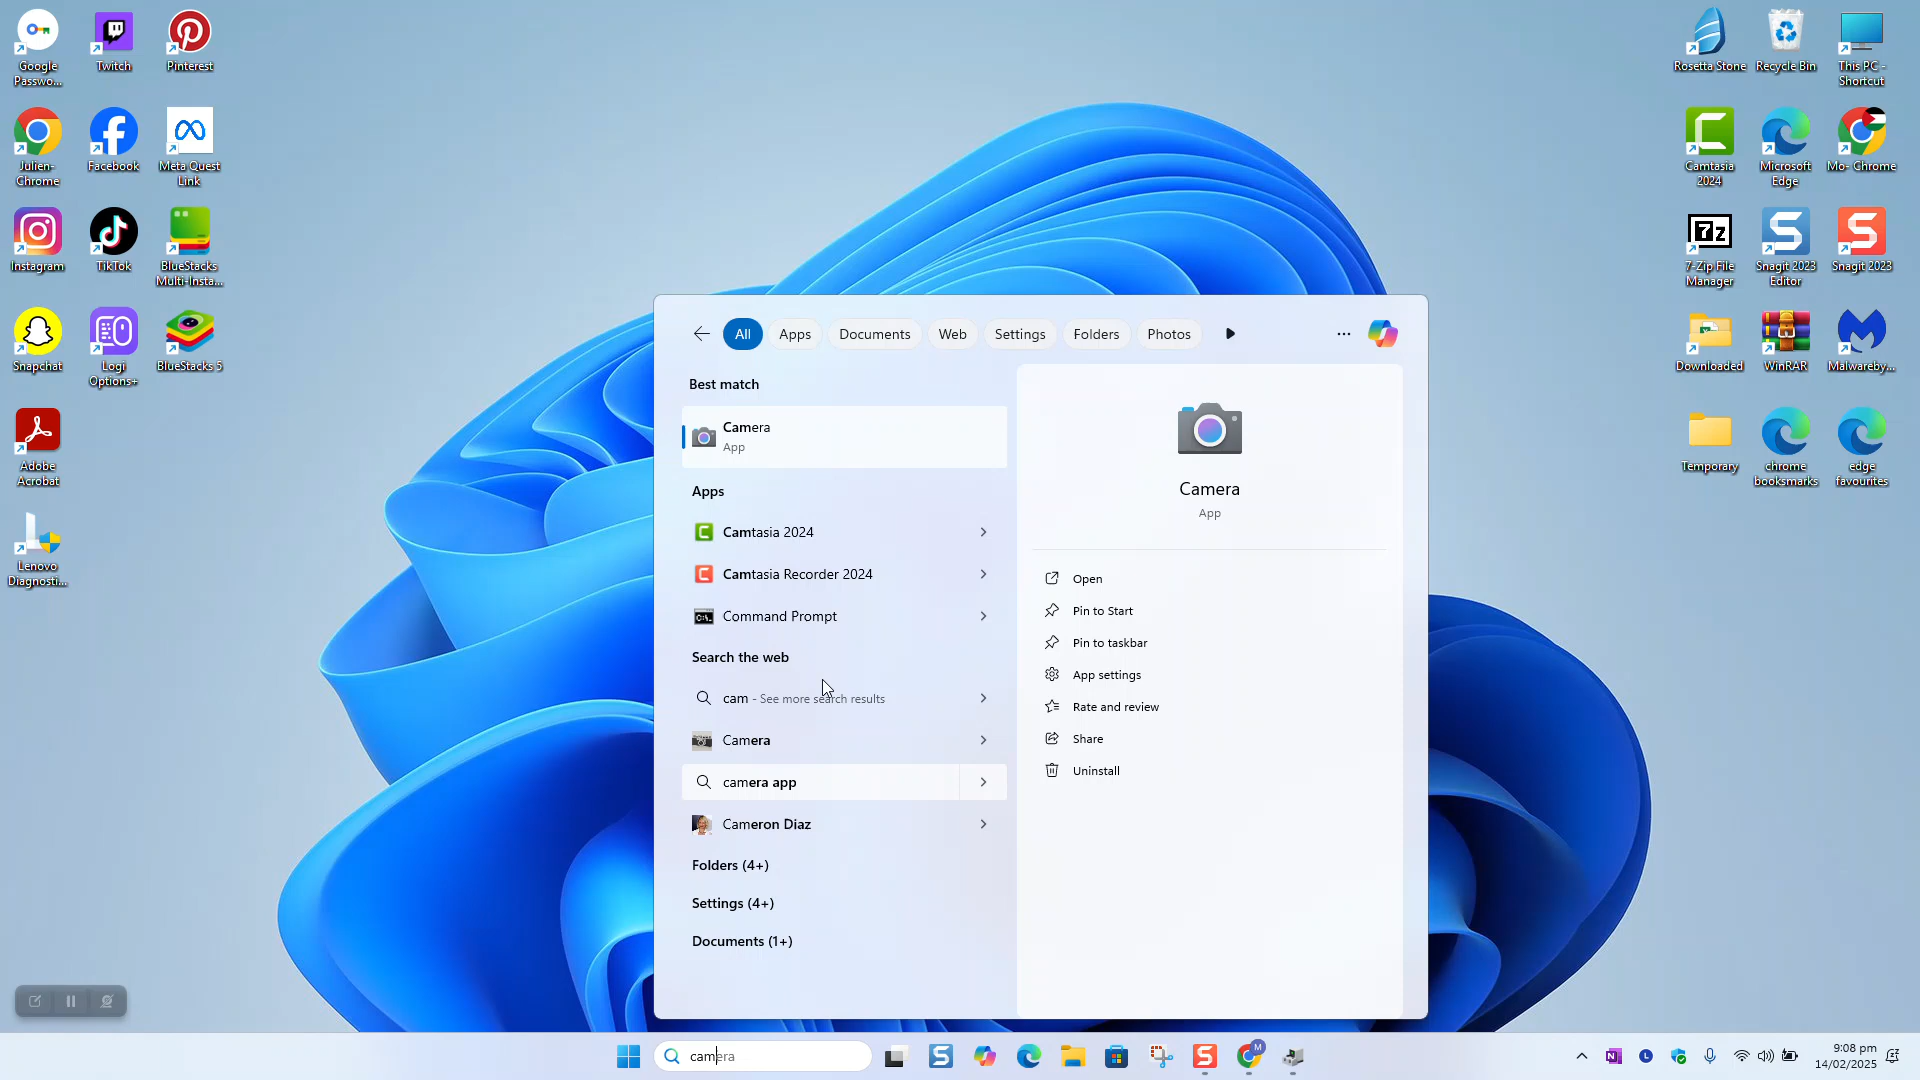 Google
Passwo...
Twitch
Pinterest
Julien-
Chrome
Facebook
Meta Quest
Link
Instagram
TikTok
BlueStacks
Multi-Insta...
Snapchat
Logi
Options+
BlueStacks 5
Adobe
Acrobat
Lenovo
Diagnosti...
Rosetta Stone
Recycle Bin
This PC -
Shortcut
Camtasia
2024
Microsoft
Edge
Mo- Chrome
7z
7-Zip File
Manager
Snagit 2023
Editor
Snagit 2023
Downloaded
WinRAR
Malwareby...
Temporary
chrome
booksmarks
edge
favourites
All
Apps
Documents
Web
Settings
Folders
Photos
Best match
Camera
App
Apps
Camtasia 2024
Camtasia Recorder 2024
Command Prompt
Search the web
cam - See more search results
Camera
camera app
Cameron Diaz
Folders (4+)
Settings (4+)
Documents (1+)
Camera
App
Open
Pin to Start
Pin to taskbar
App settings
Rate and review
Share
Uninstall
camera
M
9:08 pm
14/02/2025